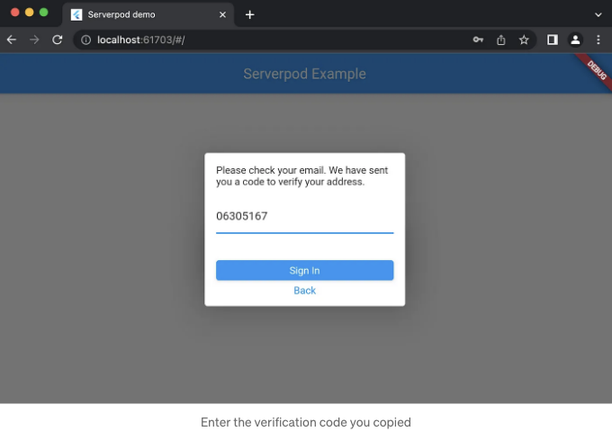 Serverpod demo
localhost:61703/#/
Serverpod Example
DEBUG
Please check your email. We have sent
you a code to verify your address.
06305167
Sign In
Back
Enter the verification code you copied